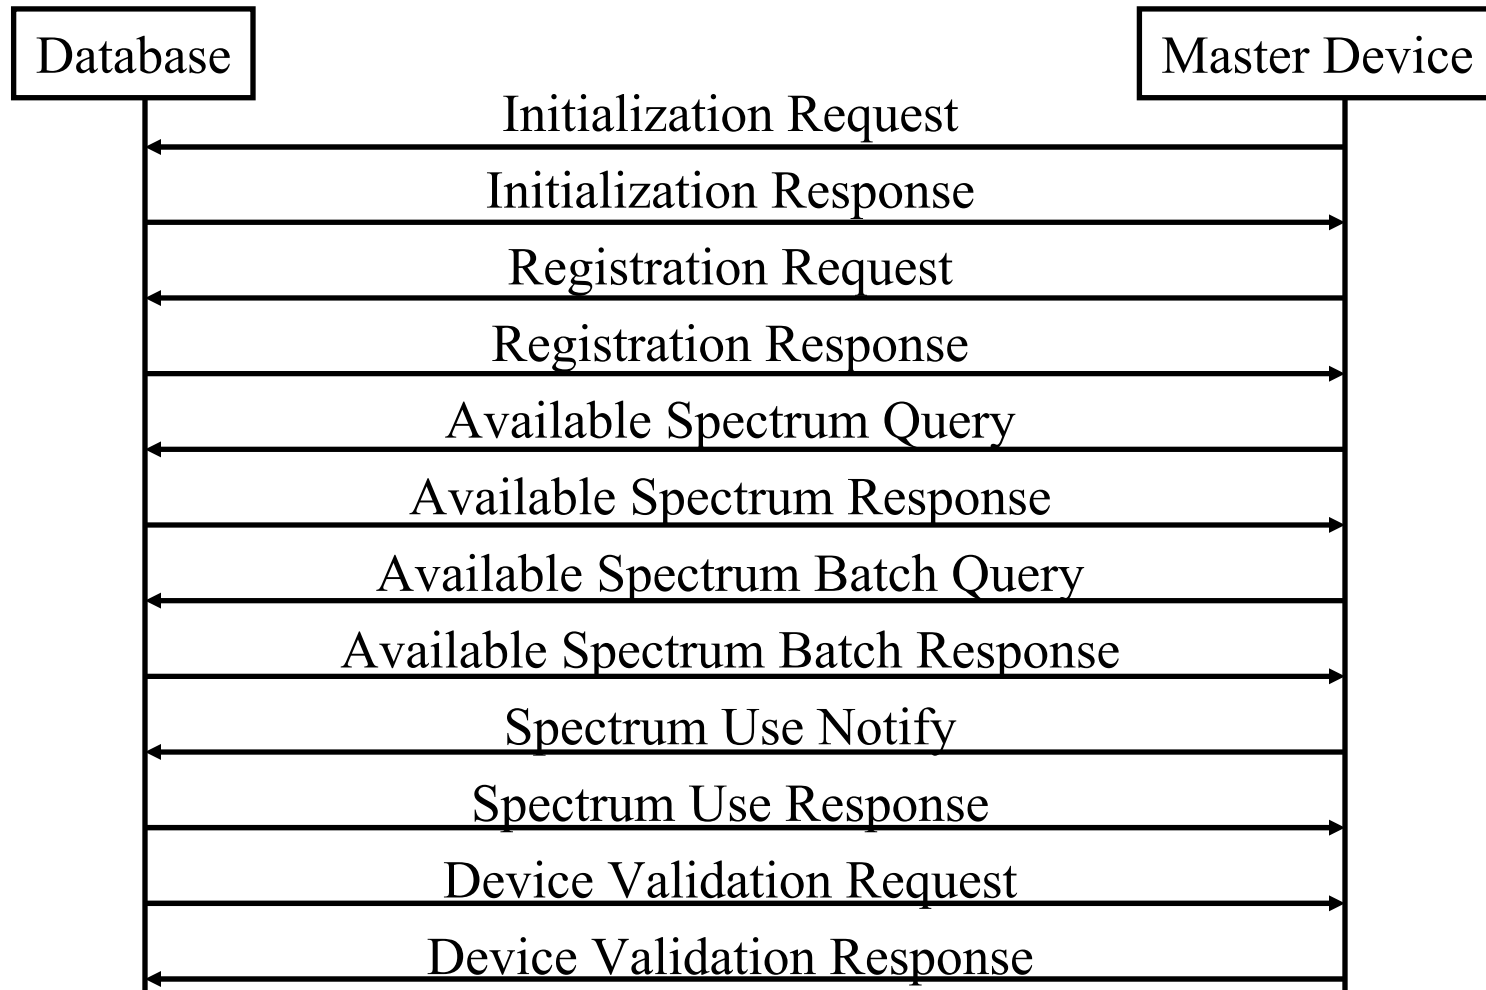 Database
Master Device
Initialization Request
Initialization Response
Registration Request
Registration Response
Available Spectrum Query
Available Spectrum Response
Available Spectrum Batch Query
Available Spectrum Batch Response
Spectrum Use Notify
Spectrum Use Response
Device Validation Request
Device Validation Response